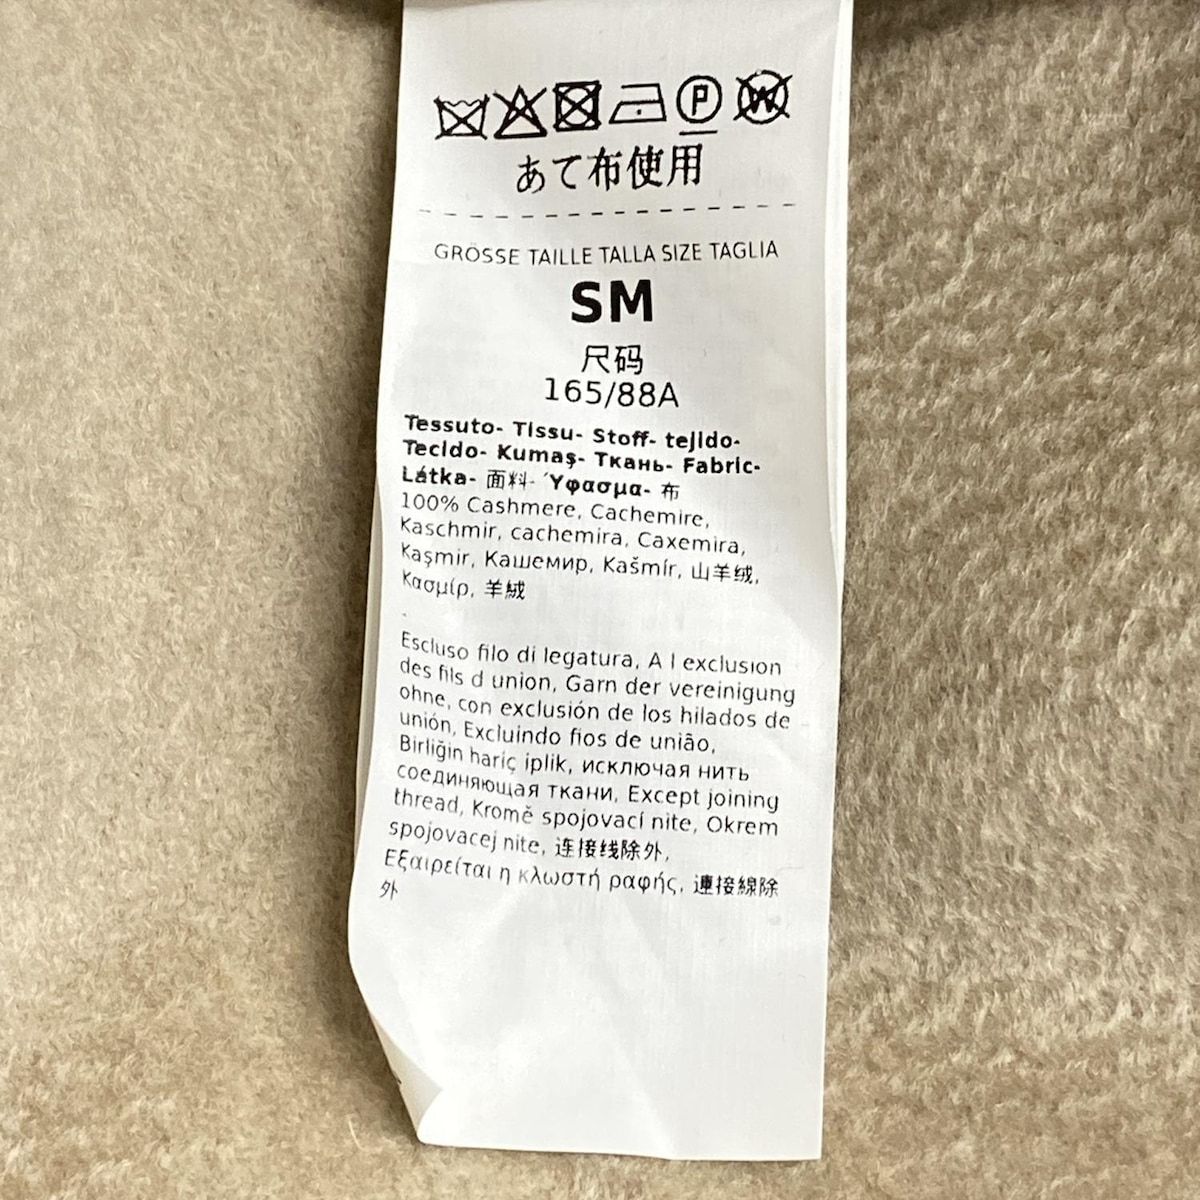 P W
あて布使用
GRÖSSE TAILLE TALLA SIZE TAGLIA
SM
尺码
165/88A
Tessuto- Tissu- Stoff- tejido-
Tecido- Kumaş- Ткань- Fabric-
Látka- 面料- Ύφασμα- 布
100% Cashmere, Cachemire,
Kaschmir, cachemira, Caxemira,
Kaşmir, Кашемир, Kašmír, 山羊绒,
Κασμίρ, 羊絨
Escluso filo di legatura, A l exclusion
des fils d union, Garn der vereinigung
ohne, con exclusión de los hilados de
unión, Excluindo fios de união,
Birliğin hariç iplik, исключая нить
соединяющая ткани, Except joining
thread, Kromě spojovací nite, Okrem
spojovacej nite, 连接线除外,
Εξαιρείται η κλωστή ραφής, 連接線除
外